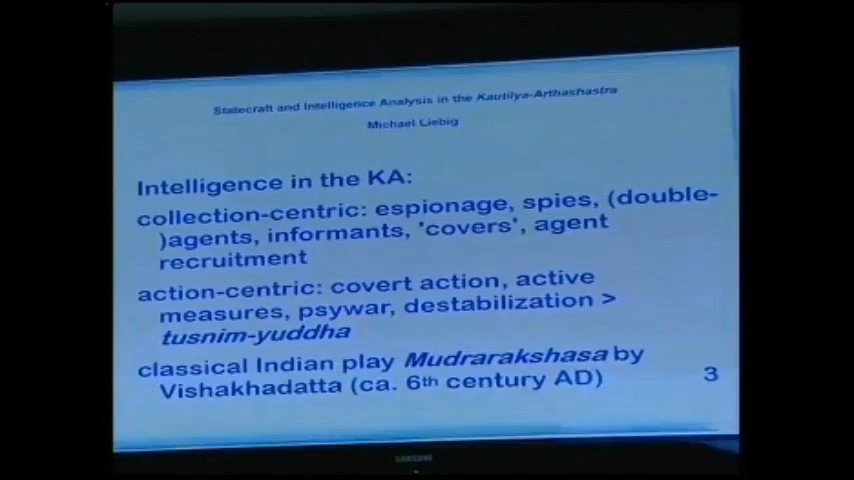 Statecraft and Intelligence Analysis in the Kautilya-Arthashastra
Michael Liebig
Intelligence in the KA:
collection-centric: espionage, spies, (double-
)agents, informants, 'covers', agent
recruitment
action-centric: covert action, active
measures, psywar, destabilization >
tusnim-yuddha
classical Indian play Mudrarakshasa by
Vishakhadatta (ca. 6th century AD)
3
SAMSUNG